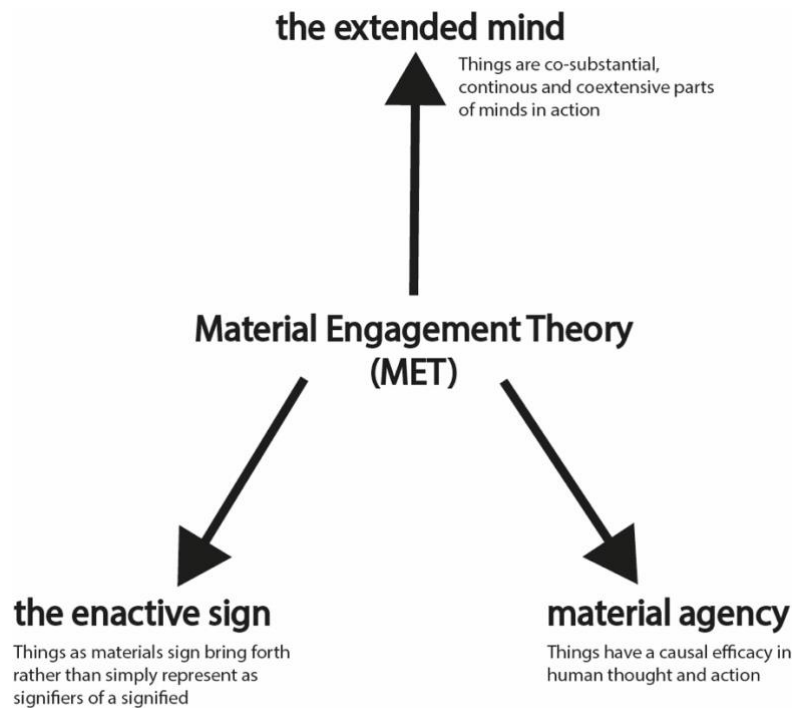 the extended mind
Things are co-substantial,
continous and coextensive parts
of minds in action
Material Engagement Theory
(MET)
the enactive sign
Things as materials sign bring forth
rather than simply represent as
signifiers of a signified
material agency
Things have a causal efficacy in
human thought and action